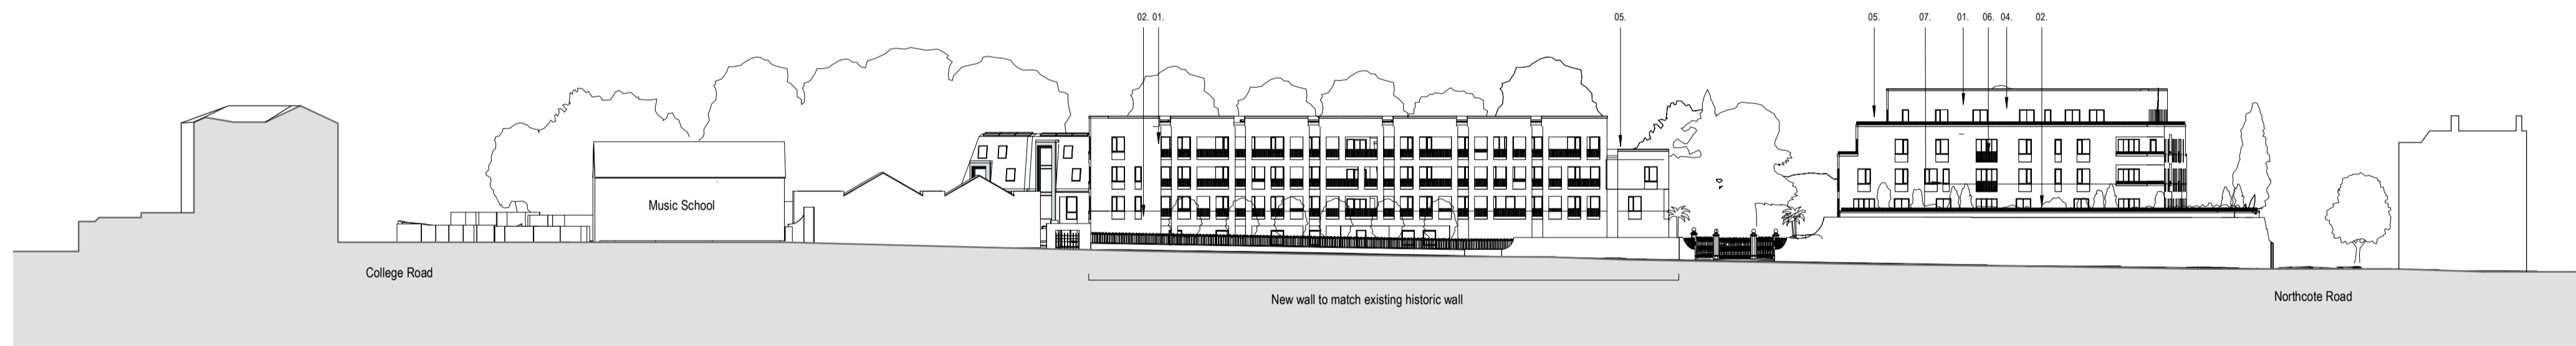 02. 01.
05.
05.
07.
01.
06. 04.
02.
Music School
College Road
New wall to match existing historic wall
Northcote Road